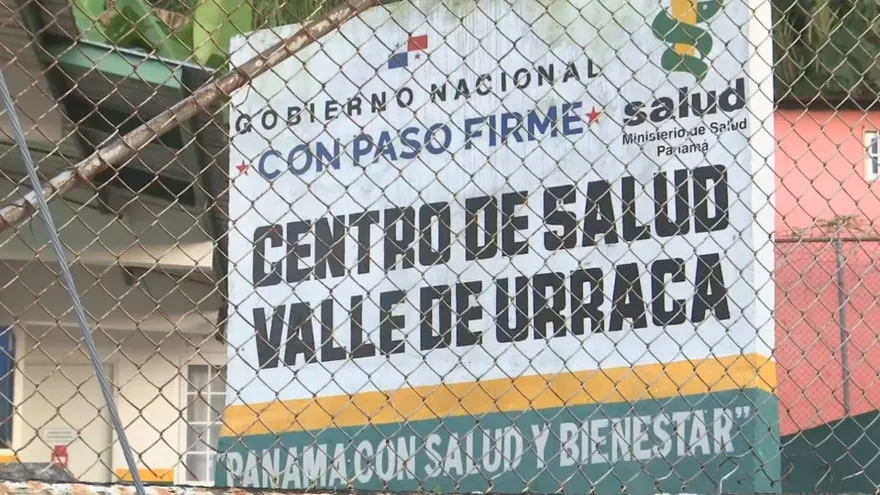 GOBIERNO NACIONAL
★CON PASO FIRME★
salud
Ministerio de Salud
Panamá
CENTRO DE SALUD
VALLE DE URRACA
"PANAMA CON SALUD Y BIENESTAR"